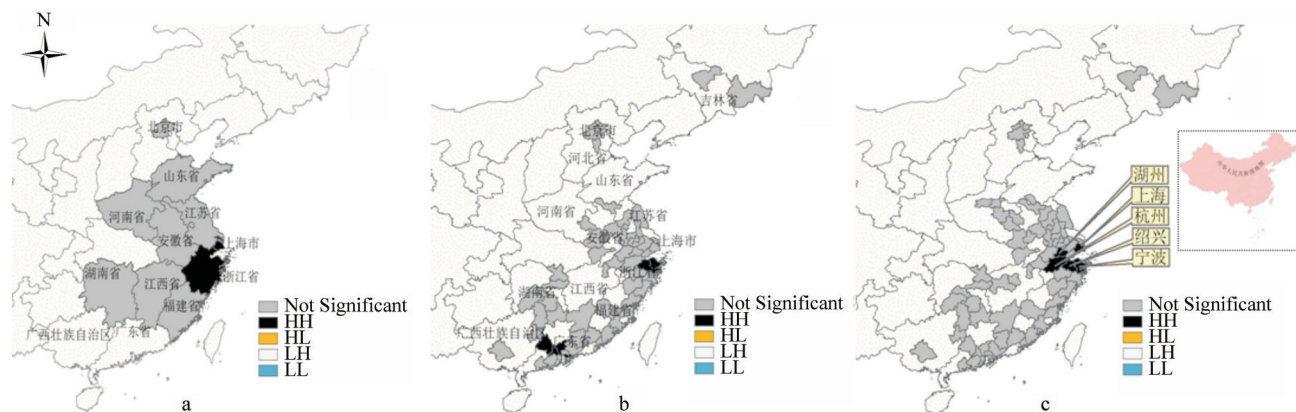 N
北京市
山东省
河南省
江苏省
安徽省
上海市
湖南省
江西省
浙江省
福建省
广西壮族自治区
广东省
Not Significant
HH
HL
LH
LL
a
吉林省
北京市
河北省
山东省
河南省
江苏省
安徽省
上海市
浙江省
湖南省
江西省
福建省
广西壮族自治区
广东省
Not Significant
HH
HL
LH
LL
b
湖州
上海
杭州
绍兴
宁波
Not Significant
HH
HL
LH
LL
c